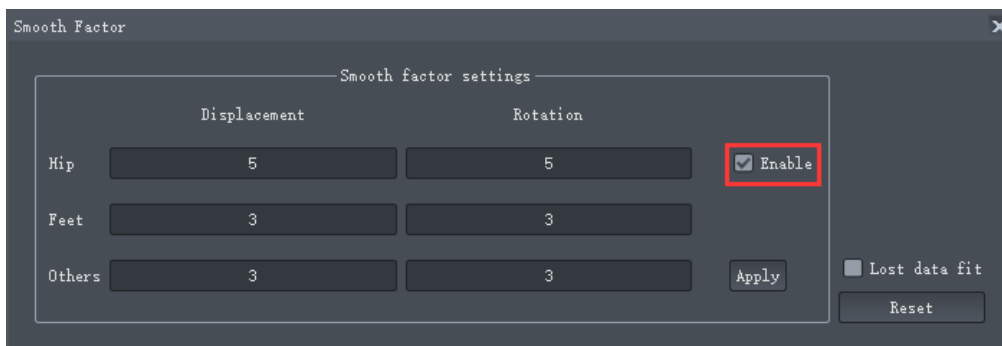 Smooth Factor
Smooth factor settings
Displacement Rotation
Hip 5 5 Enable
Feet 3 3
Others 3 3 Apply
Lost data fit
Reset